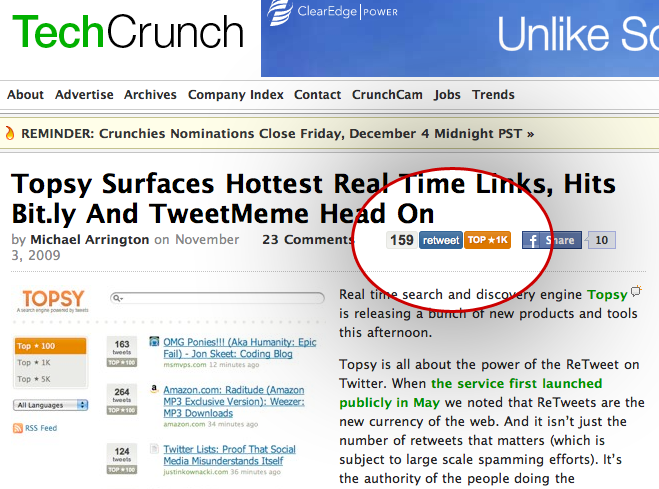 TechCrunch
ClearEdge | POWER
Unlike So
About Advertise Archives Company Index Contact CrunchCam Jobs Trends
REMINDER: Crunchies Nominations Close Friday, December 4 Midnight PST »
Topsy Surfaces Hottest Real Time Links, Hits
Bit.ly And TweetMeme Head On
by Michael Arrington on November
3, 2009
23 Comments
159 retweet TOP ★ 1K
f Share 10
TOPSY
A search engine powered by tweets
Top ★ 100
Top ★ 1K
Top ★ 5K
All Languages
RSS Feed
163
tweets
TOP ★ 100
OMG Ponies!!! (Aka Humanity: Epic
Fail) - Jon Skeet: Coding Blog
msmvps.com 12 minutes ago
264
tweets
TOP ★ 100
Amazon.com: Raditude (Amazon
MP3 Exclusive Version): Weezer:
MP3 Downloads
amazon.com 34 minutes ago
124
tweets
TOP ★ 100
Twitter Lists: Proof That Social
Media Misunderstands Itself
justinkownacki.com 36 minutes ago
Real time search and discovery engine Topsy
is releasing a bunch of new products and tools
this afternoon.
Topsy is all about the power of the ReTweet on
Twitter. When the service first launched
publicly in May we noted that ReTweets are the
new currency of the web. And it isn't just the
number of retweets that matters (which is
subject to large scale spamming efforts). It's
the authority of the people doing the